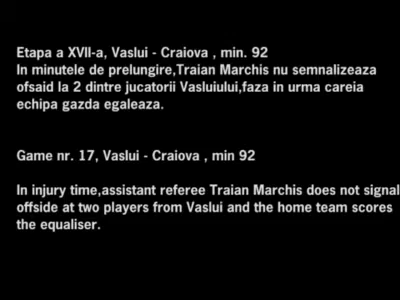 Etapa a XVII-a, Vaslui - Craiova , min. 92
In minutele de prelungire,Traian Marchis nu semnalizeaza
ofsaid la 2 dintre jucatorii Vasluiului,faza in urma careia
echipa gazda egaleaza.
Game nr. 17, Vaslui - Craiova , min 92
In injury time,assistant referee Traian Marchis does not signal
offside at two players from Vaslui and the home team scores
the equaliser.